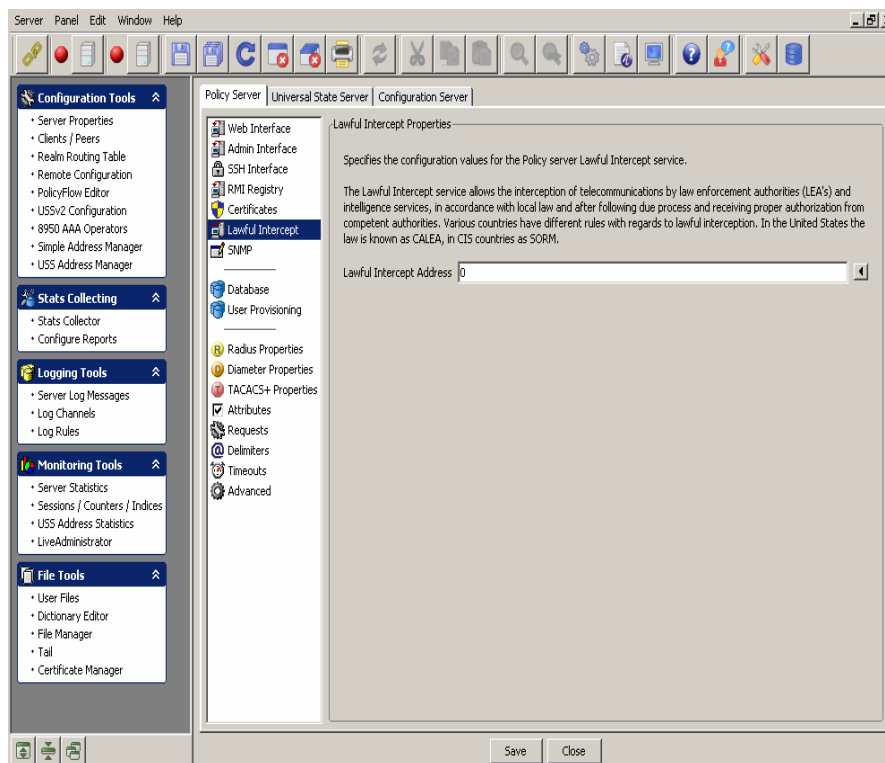 Server Panel Edit Window Help
Configuration Tools
Server Properties
Clients / Peers
Realm Routing Table
Remote Configuration
PolicyFlow Editor
USSv2 Configuration
8950 AAA Operators
Simple Address Manager
USS Address Manager
Stats Collecting
Stats Collector
Configure Reports
Logging Tools
Server Log Messages
Log Channels
Log Rules
Monitoring Tools
Server Statistics
Sessions / Counters / Indices
USS Address Statistics
LiveAdministrator
File Tools
User Files
Dictionary Editor
File Manager
Tail
Certificate Manager
Policy Server Universal State Server Configuration Server
Web Interface
Admin Interface
SSH Interface
RMI Registry
Certificates
Lawful Intercept
SNMP
Database
User Provisioning
R Radius Properties
D Diameter Properties
T TACACS+ Properties
Attributes
Requests
@ Delimiters
Timeouts
Advanced
Lawful Intercept Properties
Specifies the configuration values for the Policy server Lawful Intercept service.
The Lawful Intercept service allows the interception of telecommunications by law enforcement authorities (LEA's) and
intelligence services, in accordance with local law and after following due process and receiving proper authorization from
competent authorities. Various countries have different rules with regards to lawful interception. In the United States the
law is known as CALEA, in CIS countries as SORM.
Lawful Intercept Address 0
Save Close